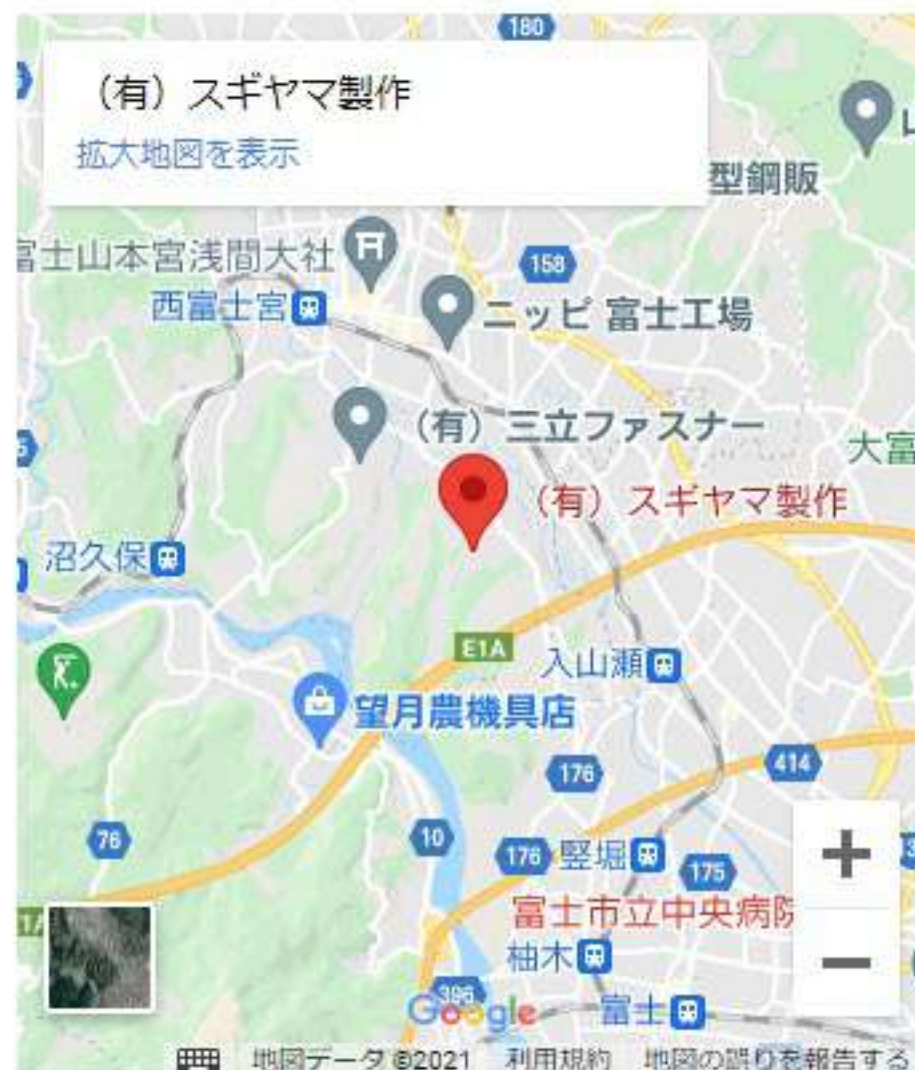 180
（有）スギヤマ製作
拡大地図を表示
型鋼販
富士山本宮浅間大社
158
西富士宮
ニッピ 富士工場
（有）三立ファスナー
大富
（有）スギヤマ製作
沼久保
E1A
入山瀬
望月農機具店
414
176
76
10
176
竪堀
175
富士市立中央病院
柚木
396
Google
富士
地図データ ©2021
利用規約
地図の誤りを報告する